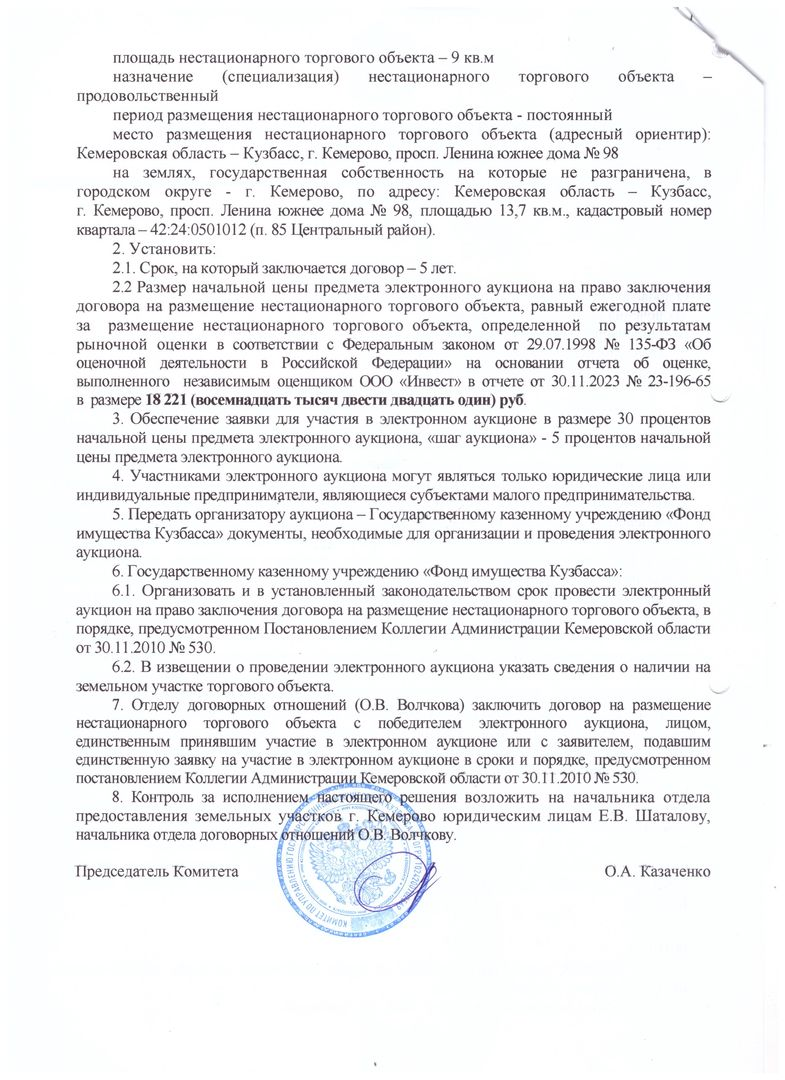 площадь нестационарного торгового объекта – 9 кв.м
назначение (специализация) нестационарного торгового объекта –
продовольственный
период размещения нестационарного торгового объекта - постоянный
место размещения нестационарного торгового объекта (адресный ориентир):
Кемеровская область – Кузбасс, г. Кемерово, просп. Ленина южнее дома № 98
на землях, государственная собственность на которые не разграничена, в
городском округе - г. Кемерово, по адресу: Кемеровская область – Кузбасс,
г. Кемерово, просп. Ленина южнее дома № 98, площадью 13,7 кв.м., кадастровый номер
квартала – 42:24:0501012 (п. 85 Центральный район).
2. Установить:
2.1. Срок, на который заключается договор – 5 лет.
2.2 Размер начальной цены предмета электронного аукциона на право заключения
договора на размещение нестационарного торгового объекта, равный ежегодной плате
за размещение нестационарного торгового объекта, определенной по результатам
рыночной оценки в соответствии с Федеральным законом от 29.07.1998 № 135-ФЗ «Об
оценочной деятельности в Российской Федерации» на основании отчета об оценке,
выполненного независимым оценщиком ООО «Инвест» в отчете от 30.11.2023 № 23-196-65
в размере 18 221 (восемнадцать тысяч двести двадцать один) руб.
3. Обеспечение заявки для участия в электронном аукционе в размере 30 процентов
начальной цены предмета электронного аукциона, «шаг аукциона» - 5 процентов начальной
цены предмета электронного аукциона.
4. Участниками электронного аукциона могут являться только юридические лица или
индивидуальные предприниматели, являющиеся субъектами малого предпринимательства.
5. Передать организатору аукциона – Государственному казенному учреждению «Фонд
имущества Кузбасса» документы, необходимые для организации и проведения электронного
аукциона.
6. Государственному казенному учреждению «Фонд имущества Кузбасса»:
6.1. Организовать и в установленный законодательством срок провести электронный
аукцион на право заключения договора на размещение нестационарного торгового объекта, в
порядке, предусмотренном Постановлением Коллегии Администрации Кемеровской области
от 30.11.2010 № 530.
6.2. В извещении о проведении электронного аукциона указать сведения о наличии на
земельном участке торгового объекта.
7. Отделу договорных отношений (О.В. Волчкова) заключить договор на размещение
нестационарного торгового объекта с победителем электронного аукциона, лицом,
единственным принявшим участие в электронном аукционе или с заявителем, подавшим
единственную заявку на участие в электронном аукционе в сроки и порядке, предусмотренном
постановлением Коллегии Администрации Кемеровской области от 30.11.2010 № 530.
8. Контроль за исполнением настоящего решения возложить на начальника отдела
предоставления земельных участков г. Кемерово юридическим лицам Е.В. Шаталову,
начальника отдела договорных отношений О.В. Волчкову.
Председатель Комитета О.А. Казаченко
КОМИТЕТ ПО УПРАВЛЕНИЮ